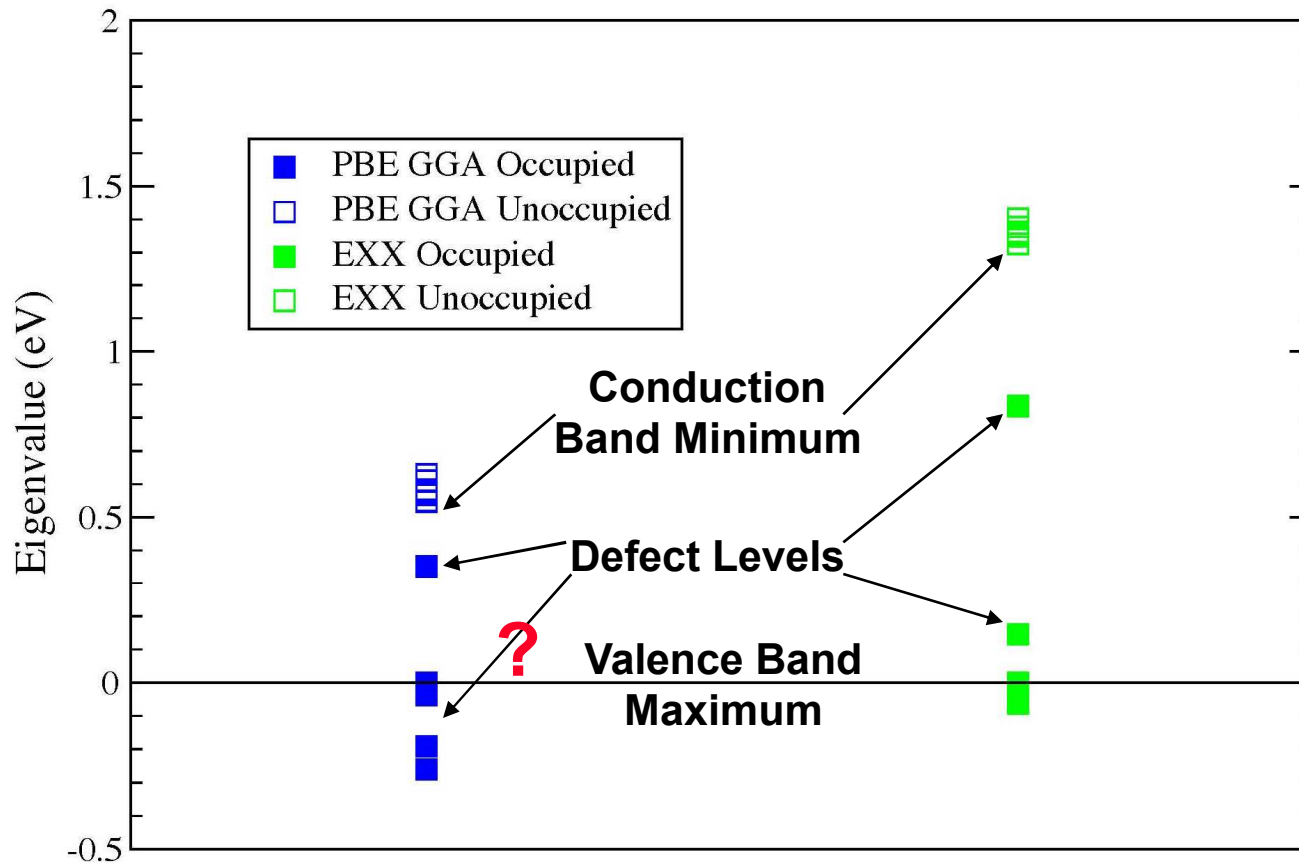 2
1.5
1
0.5
0
-0.5
Eigenvalue (eV)
PBE GGA Occupied
PBE GGA Unoccupied
EXX Occupied
EXX Unoccupied
Conduction
Band Minimum
Defect Levels
?
Valence Band
Maximum